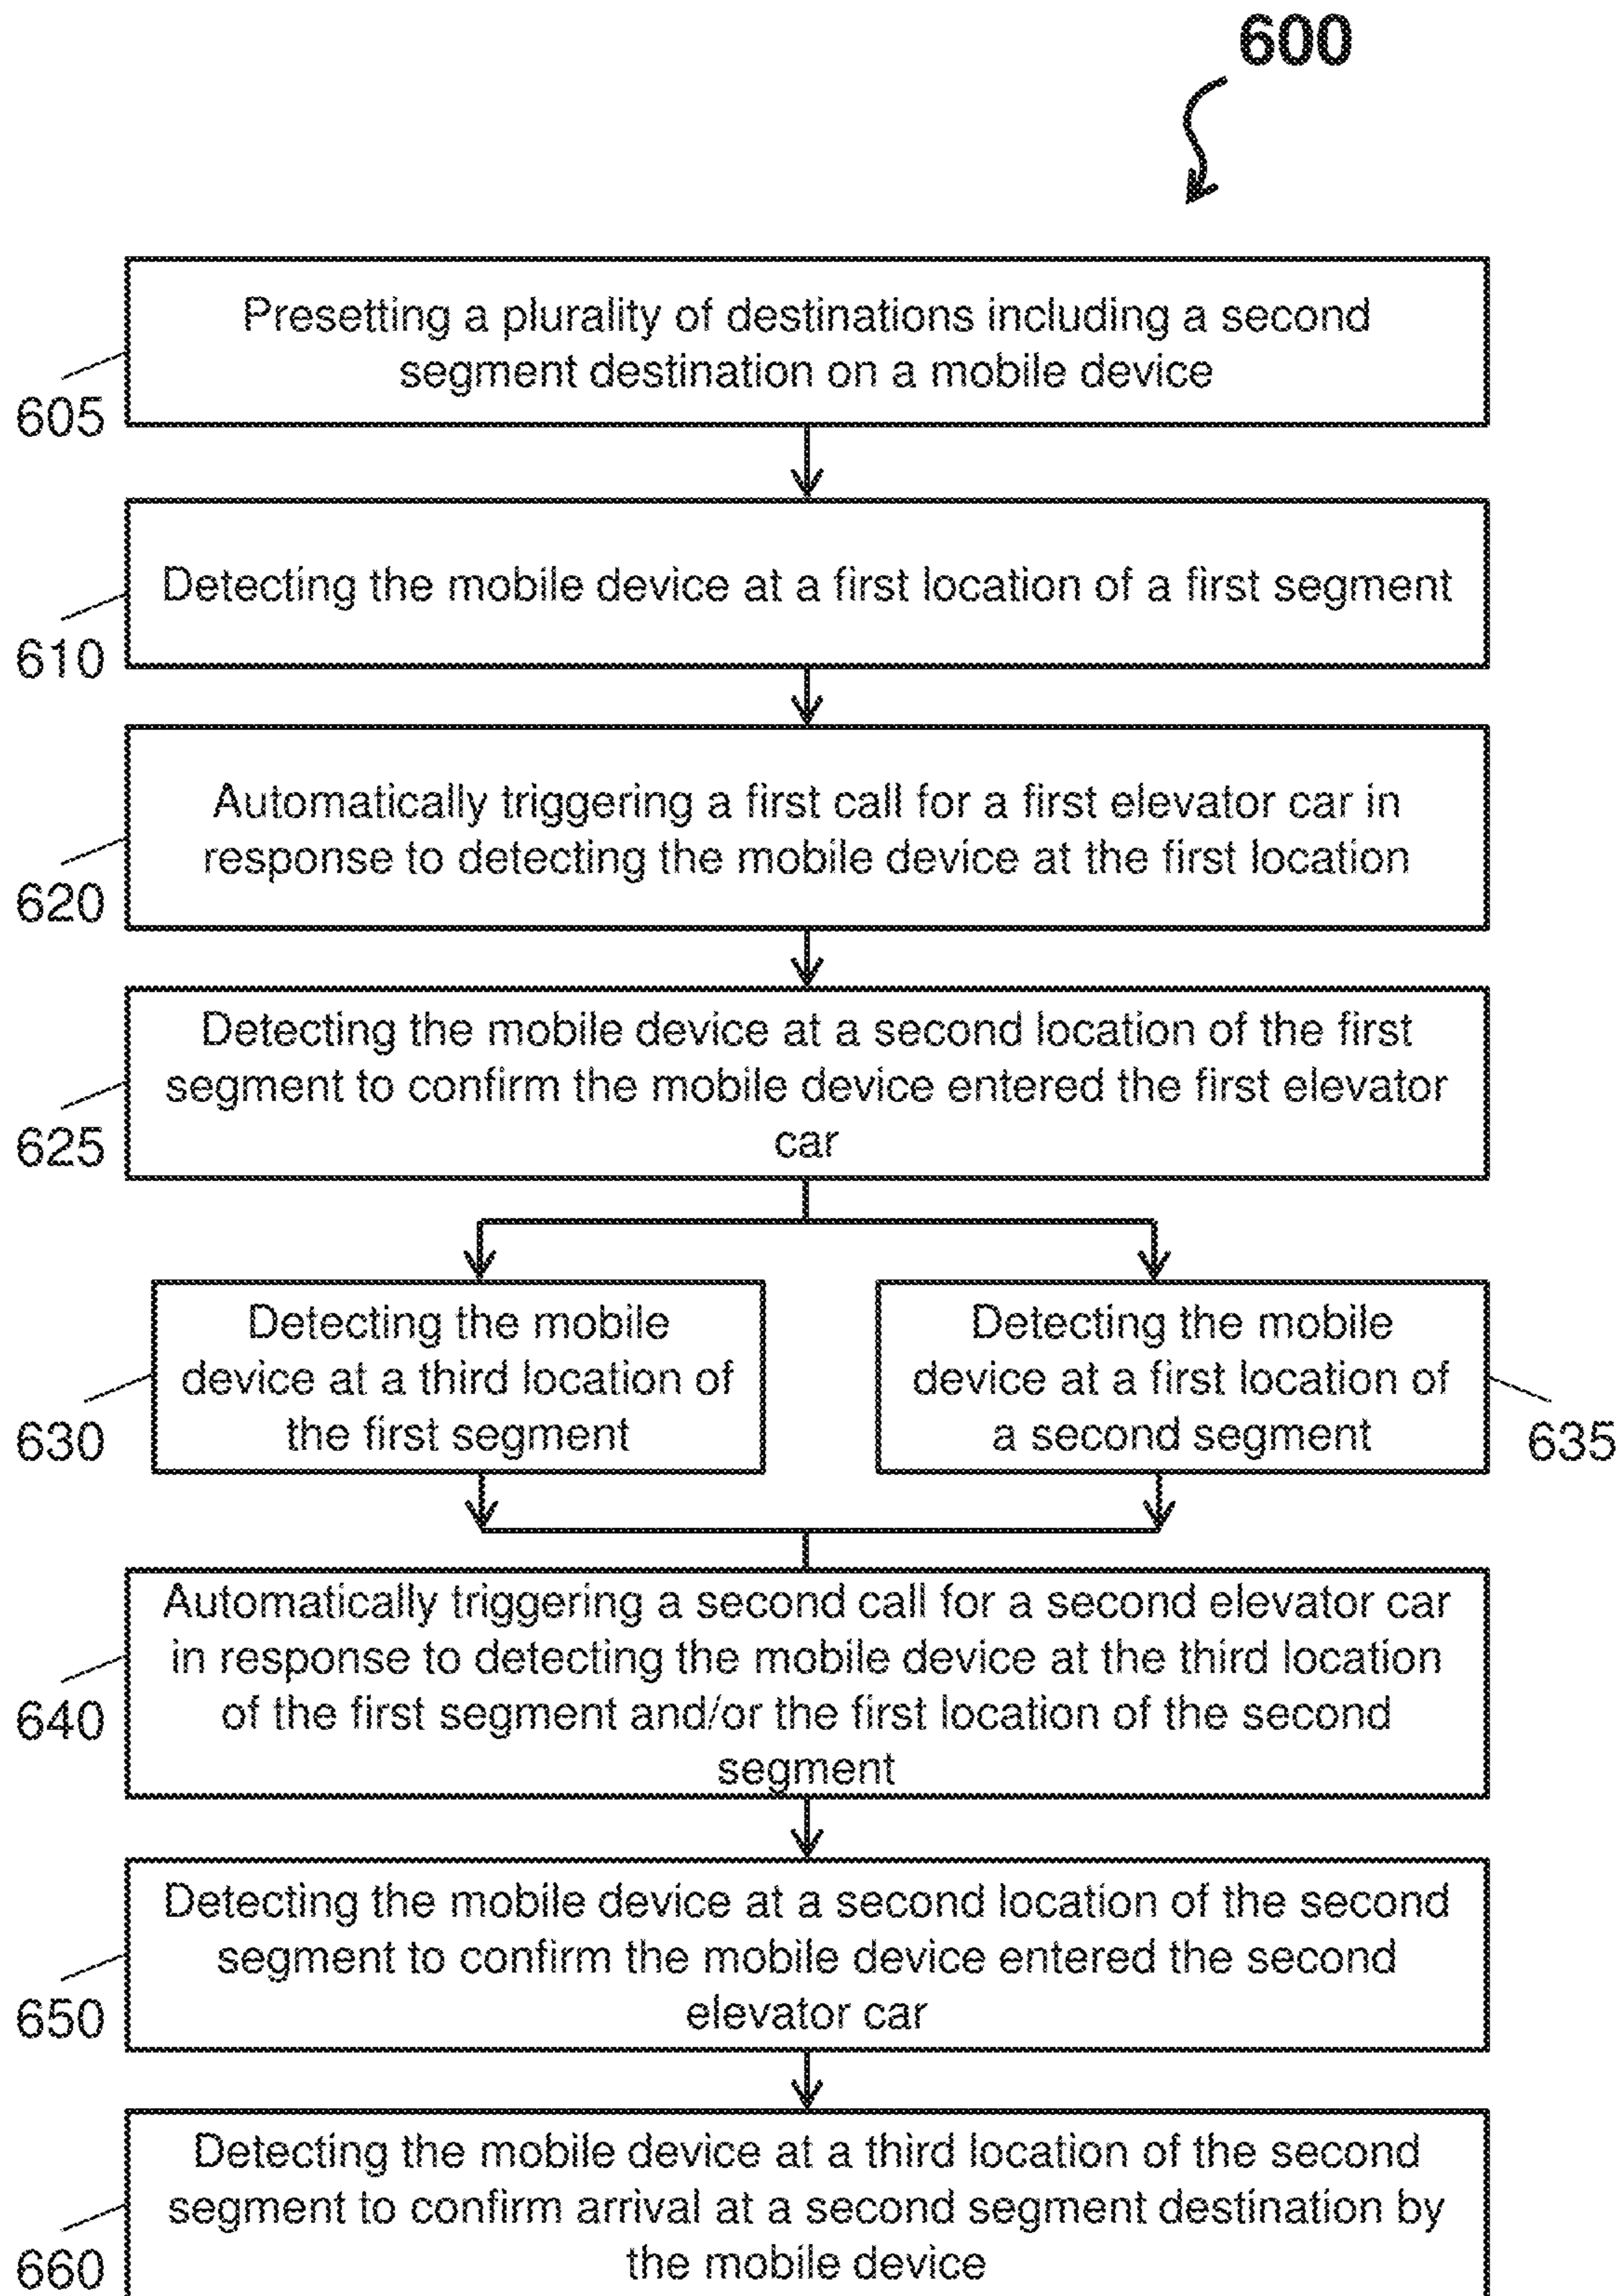 600
Presetting a plurality of destinations including a second
segment destination on a mobile device
605
Detecting the mobile device at a first location of a first segment
610
Automatically triggering a first call for a first elevator car in
response to detecting the mobile device at the first location
620
Detecting the mobile device at a second location of the first
segment to confirm the mobile device entered the first elevator
car
625
Detecting the mobile
device at a third location of
the first segment
630
Detecting the mobile
device at a first location of
a second segment
635
Automatically triggering a second call for a second elevator car
in response to detecting the mobile device at the third location
of the first segment and/or the first location of the second
segment
640
Detecting the mobile device at a second location of the second
segment to confirm the mobile device entered the second
elevator car
650
Detecting the mobile device at a third location of the second
segment to confirm arrival at a second segment destination by
the mobile device
660